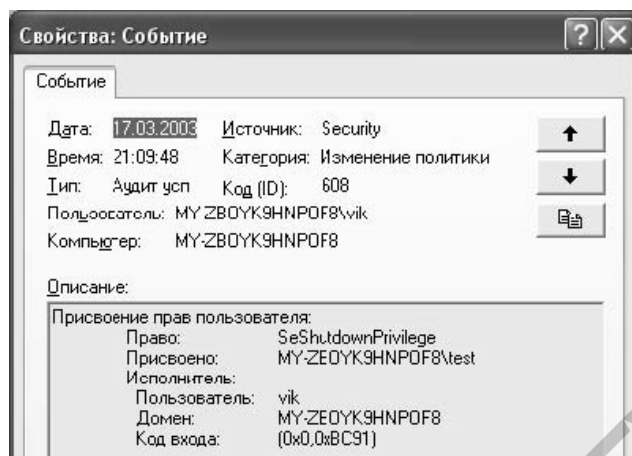 Свойства: Событие
Событие
Дата: 17.03.2003 Источник: Security
Время: 21:09:48 Категория: Изменение политики
Тип: Аудит усп Код (ID): 608
Пользователь: MY-ZBOYK9HNPOF8\vik
Компьютер: MY-ZBOYK9HNPOF8
Описание:
Присвоение прав пользователя:
Право: SeShutdownPrivilege
Присвоено: MY-ZEOYK9HNPOF8\test
Исполнитель:
Пользователь: vik
Домен: MY-ZEOYK9HNPOF8
Код входа: (0x0,0xBC91)